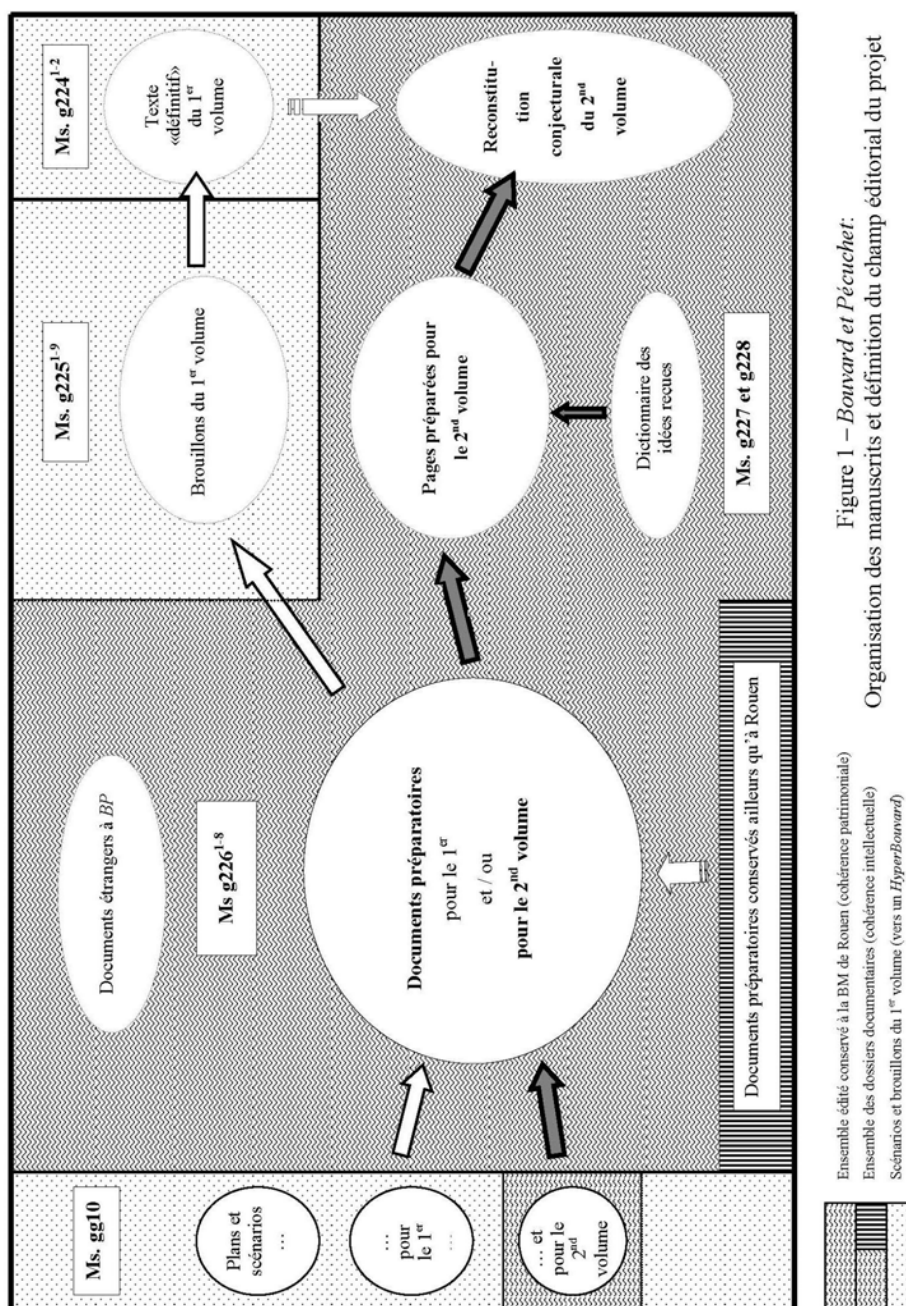 Ms. gg10
Plans et
scénarios
…
…
pour
le 1er
…
… et
pour le
2nd
volume
Documents étrangers à BP
Ms g2261-8
Documents préparatoires
pour le 1er
et / ou
pour le 2nd volume
Documents préparatoires conservés ailleurs qu’à Rouen
Ms. g2251-9
Brouillons du 1er volume
Pages préparées pour
le 2nd volume
Dictionnaire des
idées reçues
Ms. g227 et g228
Ms. g2241-2
Texte
«définitif»
du 1er
volume
Reconstitu-
tion
conjecturale
du 2nd
volume
Ensemble édité conservé à la BM de Rouen (cohérence patrimoniale)
Ensemble des dossiers documentaires (cohérence intellectuelle)
Scénarios et brouillons du 1er volume (vers un HyperBouvard)
Figure 1 – Bouvard et Pécuchet:
Organisation des manuscrits et définition du champ éditorial du projet